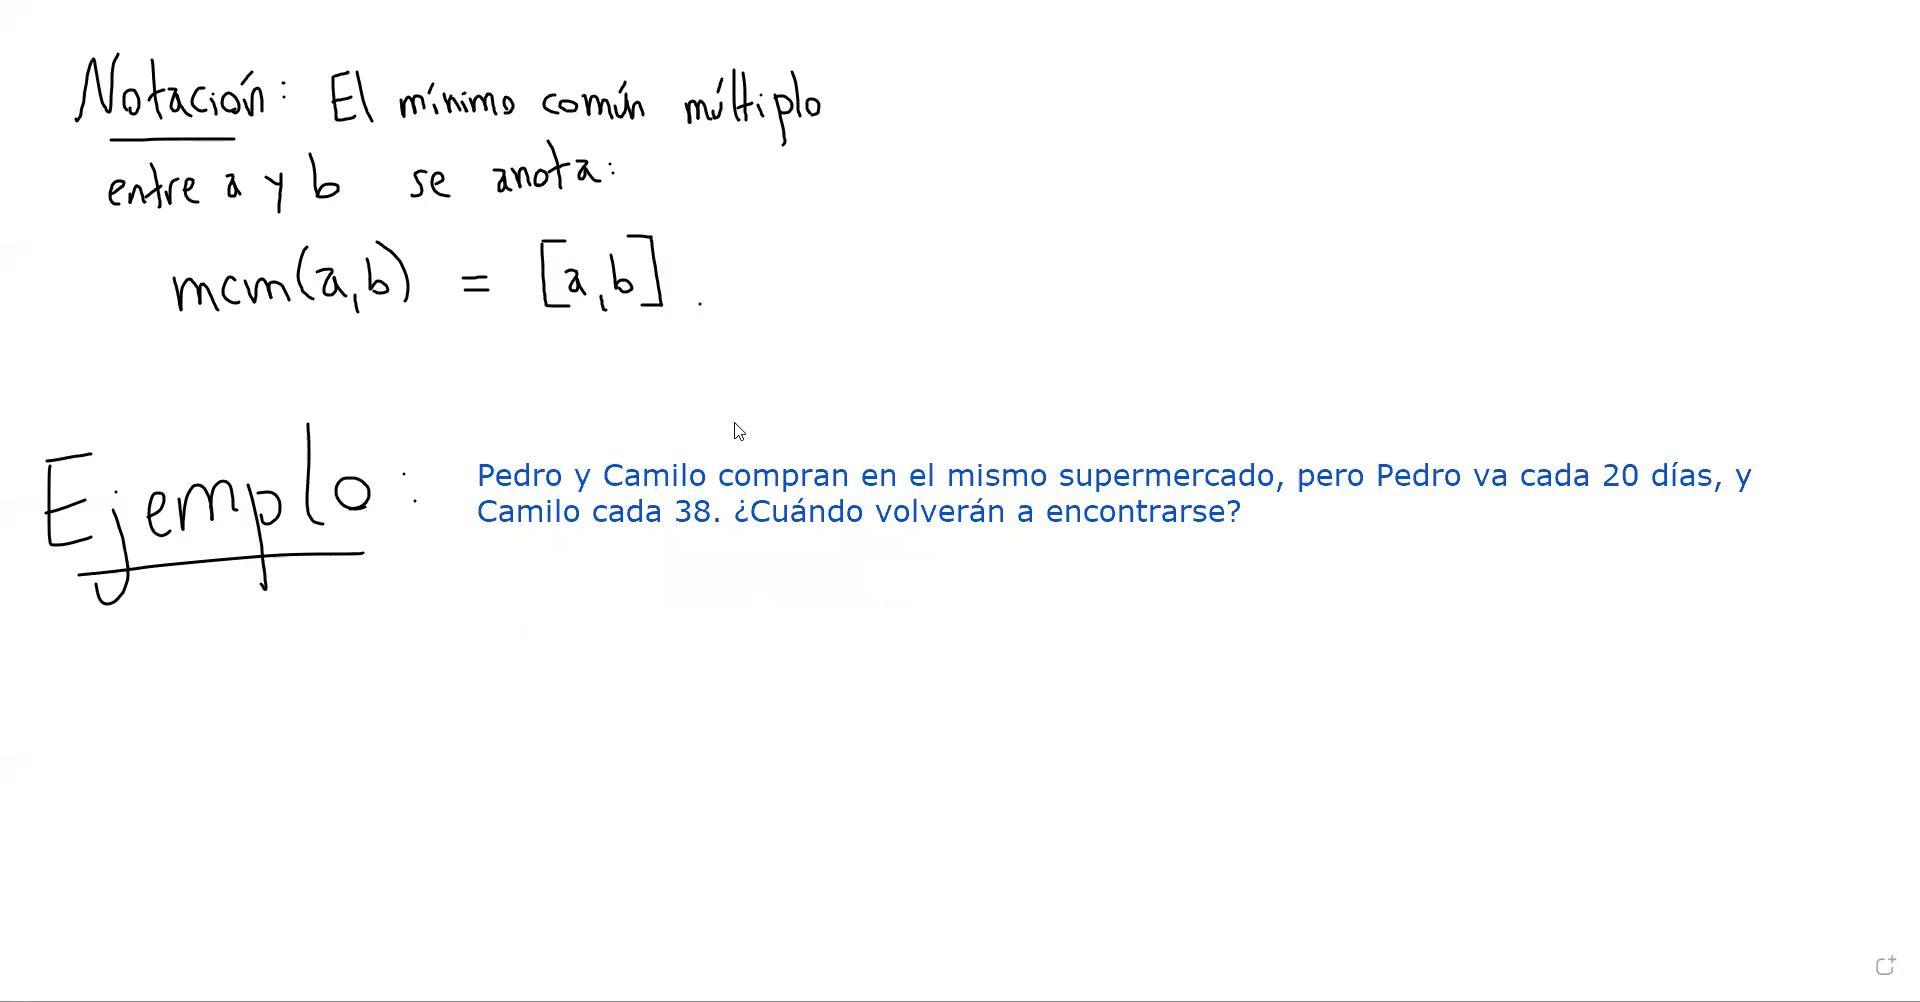 Notación: El mínimo común múltiplo
entre a y b se anota:
mcm(a,b) = [a,b].
Ejemplo:
Pedro y Camilo compran en el mismo supermercado, pero Pedro va cada 20 días, y
Camilo cada 38. ¿Cuándo volverán a encontrarse?